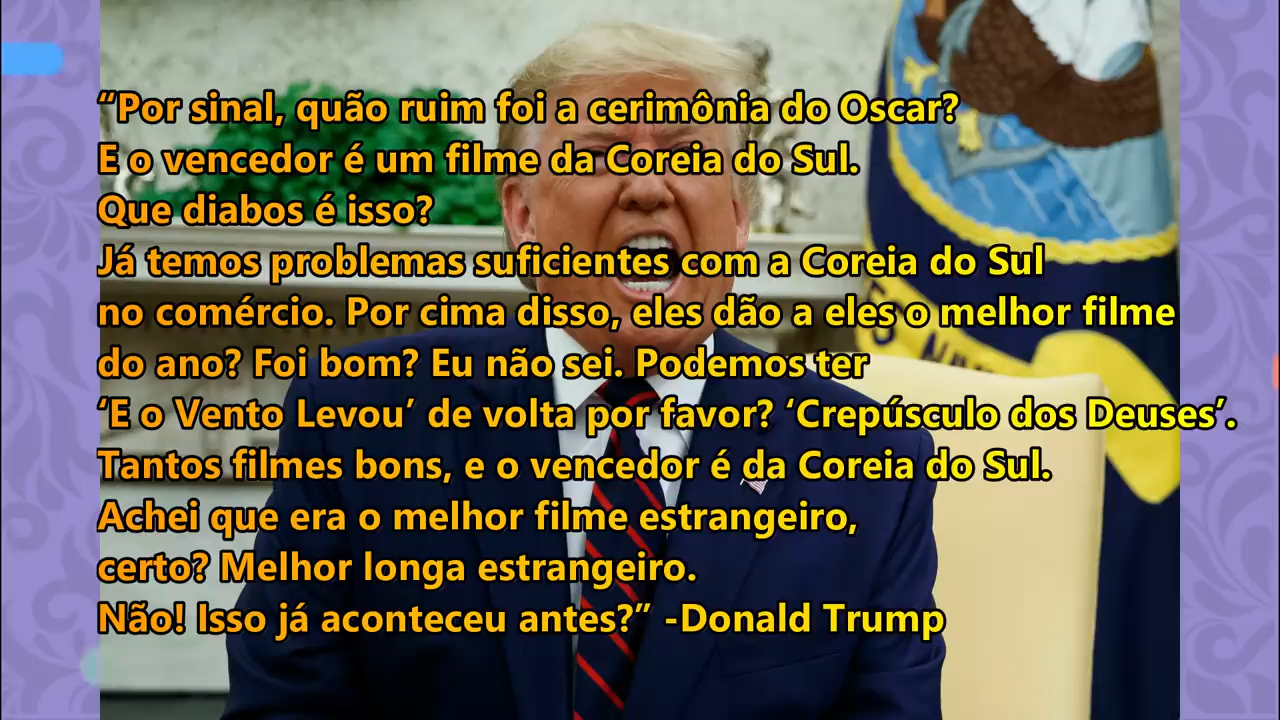 “Por sinal, quão ruim foi a cerimônia do Oscar?
E o vencedor é um filme da Coreia do Sul.
Que diabos é isso?
Já temos problemas suficientes com a Coreia do Sul
no comércio. Por cima disso, eles dão a eles o melhor filme
do ano? Foi bom? Eu não sei. Podemos ter
‘E o Vento Levou’ de volta por favor? ‘Crepúsculo dos Deuses’.
Tantos filmes bons, e o vencedor é da Coreia do Sul.
Achei que era o melhor filme estrangeiro,
certo? Melhor longa estrangeiro.
Não! Isso já aconteceu antes?” -Donald Trump